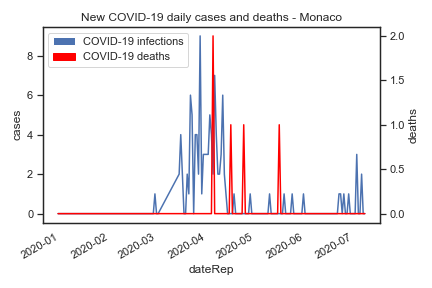 New COVID-19 daily cases and deaths - Monaco
COVID-19 infections
COVID-19 deaths
cases
8
6
4
2
0
deaths
2.0
1.5
1.0
0.5
0.0
2020-01
2020-02
2020-03
2020-04
2020-05
2020-06
2020-07
dateRep